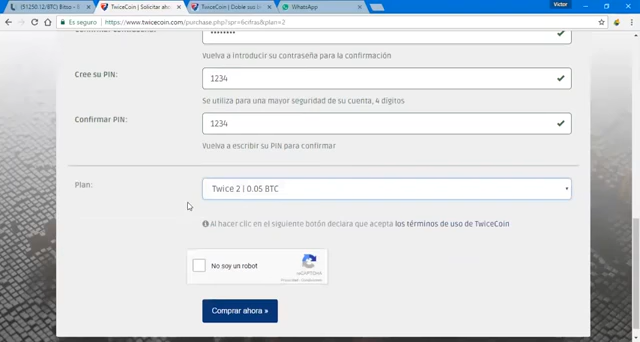 (51250.12/BTC) Bitso - E
TwiceCoin | Solicitar aho
TwiceCoin | Doble sus i
WhatsApp
Victor
Es seguro
https://www.twicecoin.com/purchase.php?spr=6cnfrau&plan=2
Vuelva a introducir su contraseña para la confirmación
Cree su PIN:
1234
Se utiliza para una mayor seguridad de su cuenta, 4 dígitos
Confirmar PIN:
1234
Vuelva a escribir su PIN para confirmar
Plan:
Twice 2 | 0.05 BTC
Al hacer clic en el siguiente botón declara que acepta los términos de uso de TwiceCoin
No soy un robot
reCAPTCHA
Privacidad - Condiciones
Comprar ahora »